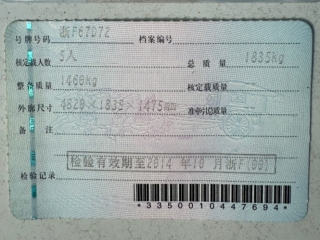 号牌号码 浙F67D7Z 档案编号
核定载人数 5人 总质量 1835kg
整备质量 1460kg 核定载质量
外廓尺寸 4820×1835×1475mm 准牵引总质量
备注
检验有效期至2014年10月浙F(00)
检验记录
*3350010447694*